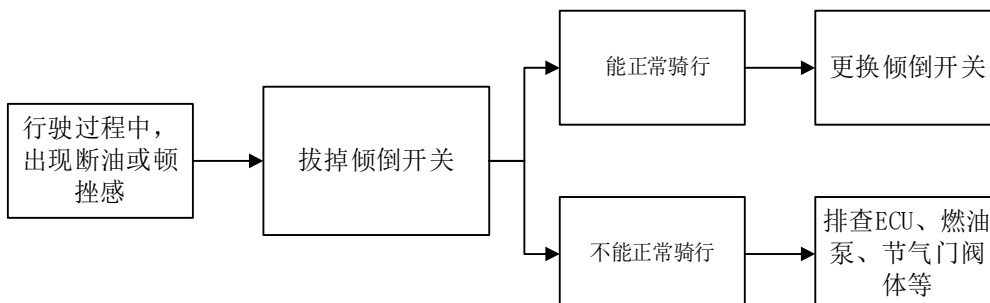 行驶过程中，
出现断油或顿
挫感
拔掉倾倒开关
能正常骑行
更换倾倒开关
不能正常骑行
排查ECU、燃油
泵、节气门阀
体等